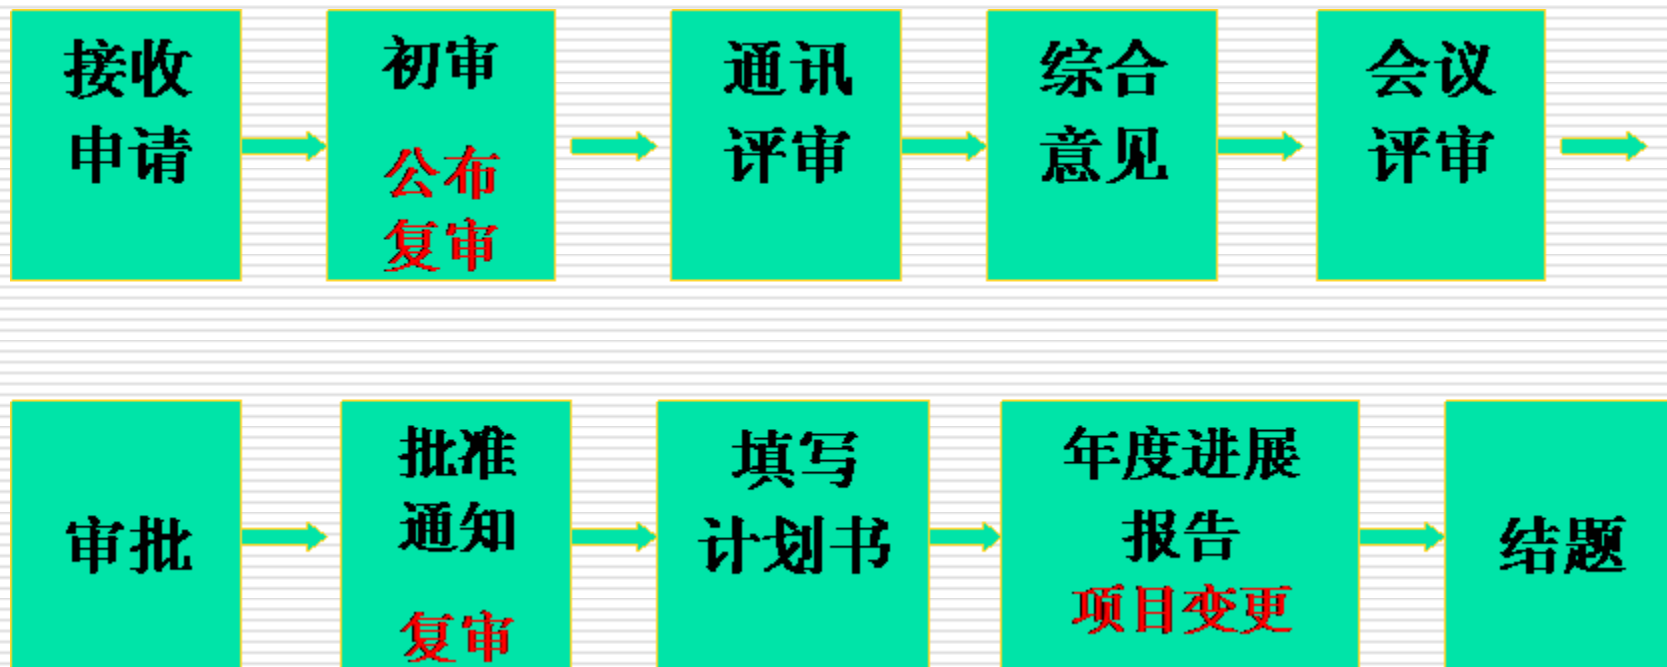 接收
申请
初审
公布
复审
通讯
评审
综合
意见
会议
评审
审批
批准
通知
复审
填写
计划书
年度进展
报告
项目变更
结题